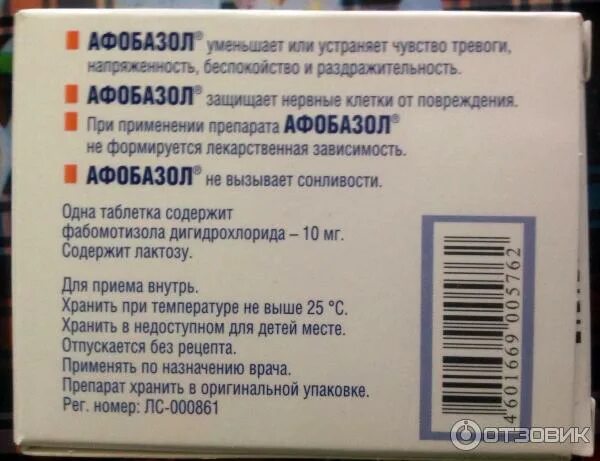 АФОБАЗОЛ® уменьшает или устраняет чувство тревоги,
напряженность, беспокойство и раздражительность.
АФОБАЗОЛ® защищает нервные клетки от повреждения.
При применении препарата АФОБАЗОЛ®
не формируется лекарственная зависимость.
АФОБАЗОЛ® не вызывает сонливости.
Одна таблетка содержит
фабомотизола дигидрохлорида – 10 мг.
Содержит лактозу.
Для приема внутрь.
Хранить при температуре не выше 25 °С.
Хранить в недоступном для детей месте.
Отпускается без рецепта.
Применять по назначению врача.
Препарат хранить в оригинальной упаковке.
Рег. номер: ЛС-000861
4601669005762
ОТЗОВИК